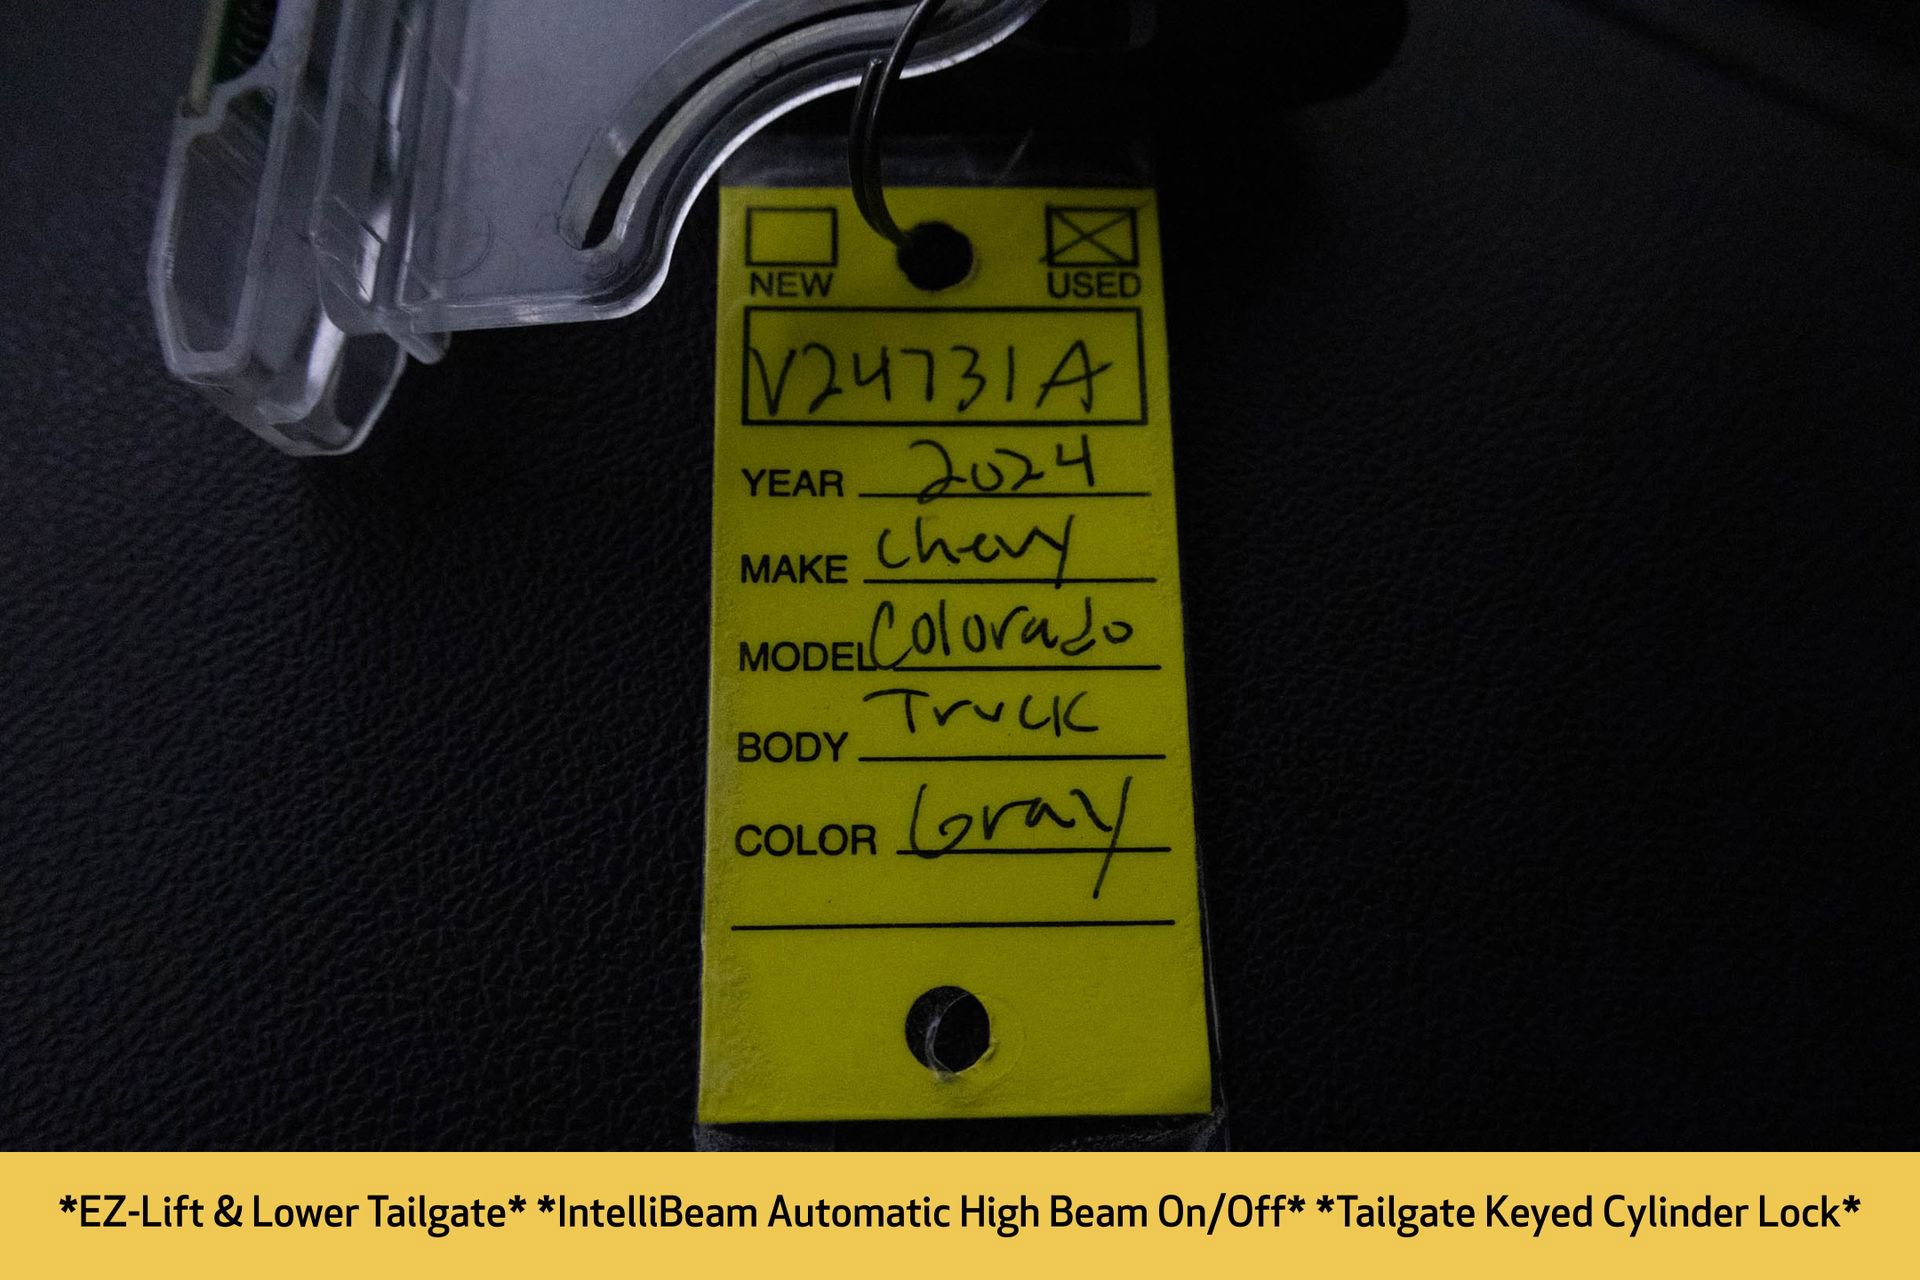 NEW USED
V24731A
YEAR 2024
MAKE Chevy
MODEL Colorado
BODY Truck
COLOR Gray
*EZ-Lift & Lower Tailgate* *IntelliBeam Automatic High Beam On/Off* *Tailgate Keyed Cylinder Lock*